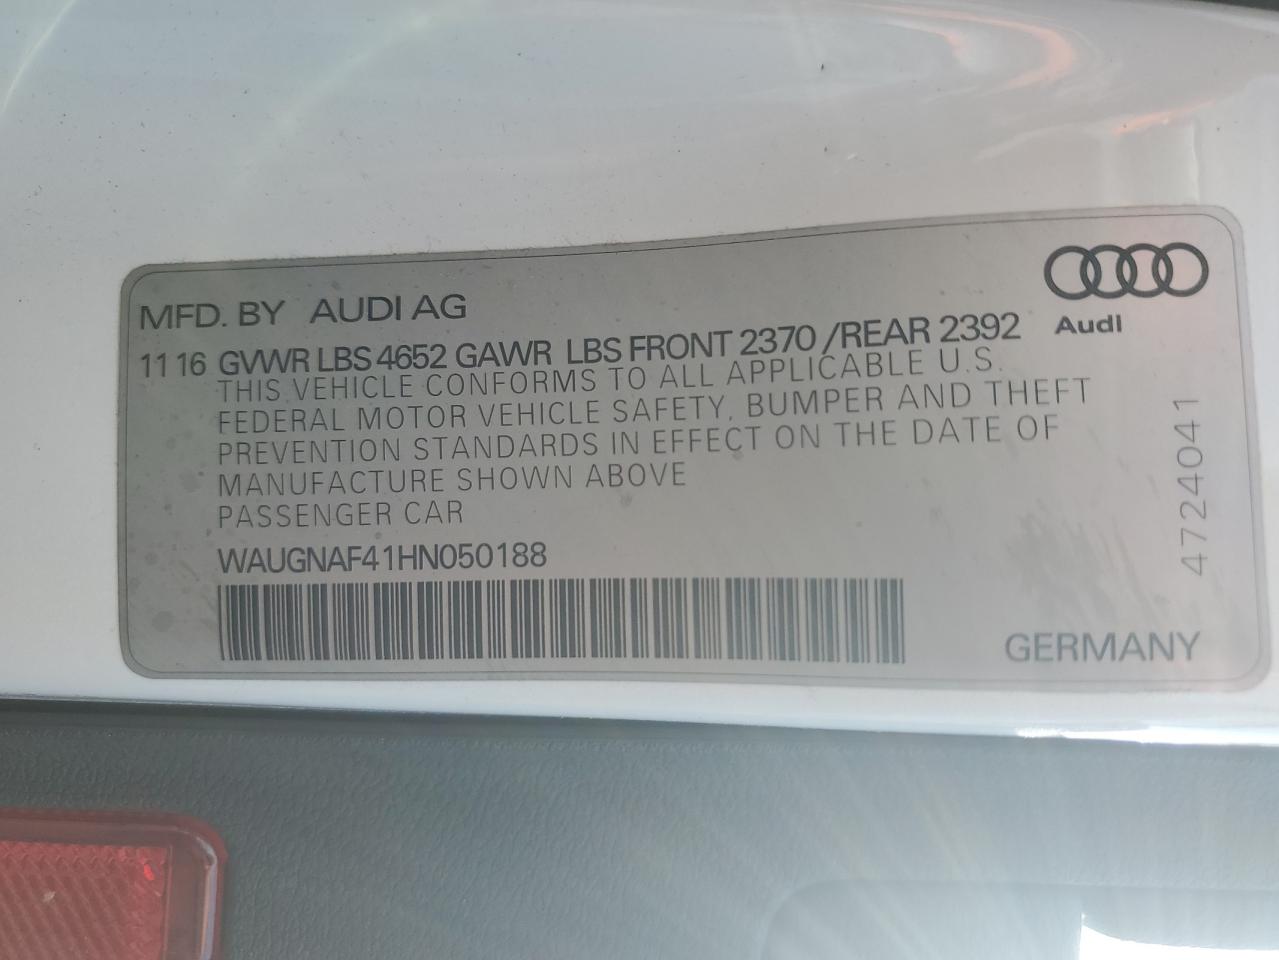 MFD. BY AUDI AG
Audi
11 16 GVWR LBS 4652 GAWR LBS FRONT 2370 /REAR 2392
THIS VEHICLE CONFORMS TO ALL APPLICABLE U.S.
FEDERAL MOTOR VEHICLE SAFETY, BUMPER AND THEFT
PREVENTION STANDARDS IN EFFECT ON THE DATE OF
MANUFACTURE SHOWN ABOVE
PASSENGER CAR
WAUGNAF41HN050188
4724041
GERMANY